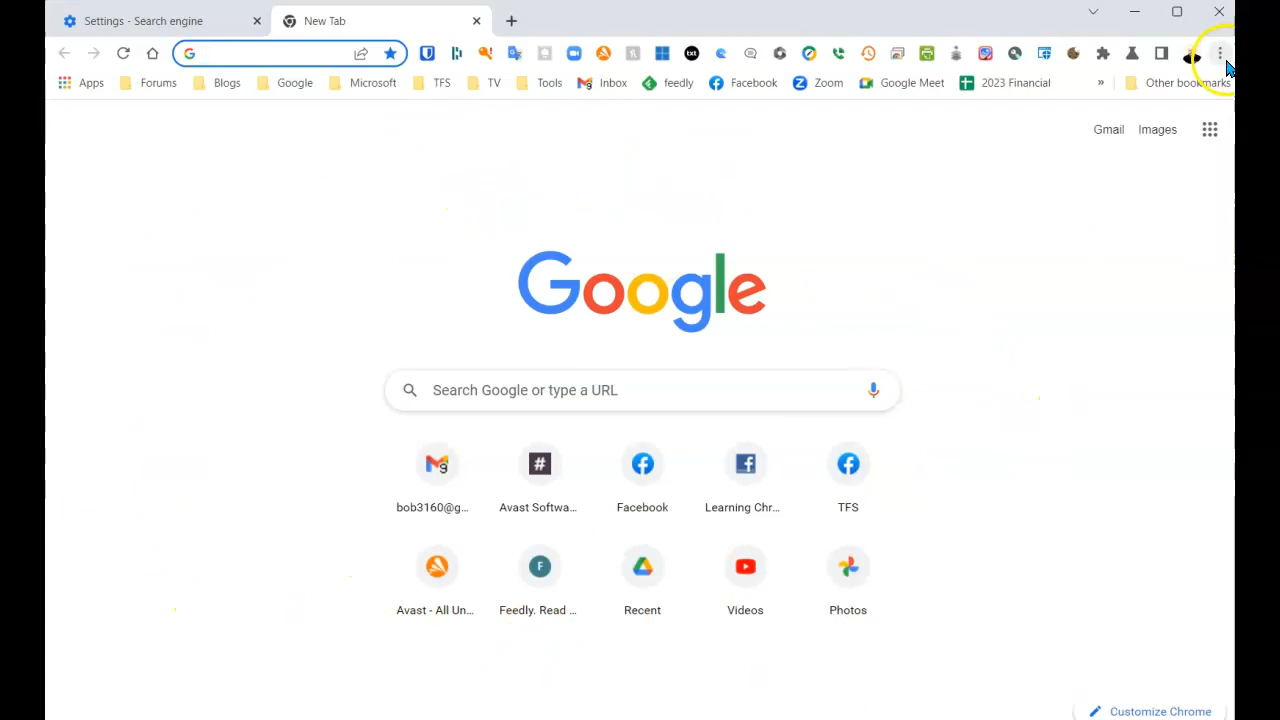 Settings - Search engine
New Tab
G
txt
Apps
Forums
Blogs
Google
Microsoft
TFS
TV
Tools
Inbox
feedly
Facebook
Zoom
Google Meet
2023 Financial
»
Other bookmarks
Gmail
Images
Google
Search Google or type a URL
bob3160@g...
Avast Softwa...
Facebook
Learning Chr...
TFS
Avast - All Un...
Feedly. Read ...
Recent
Videos
Photos
Customize Chrome